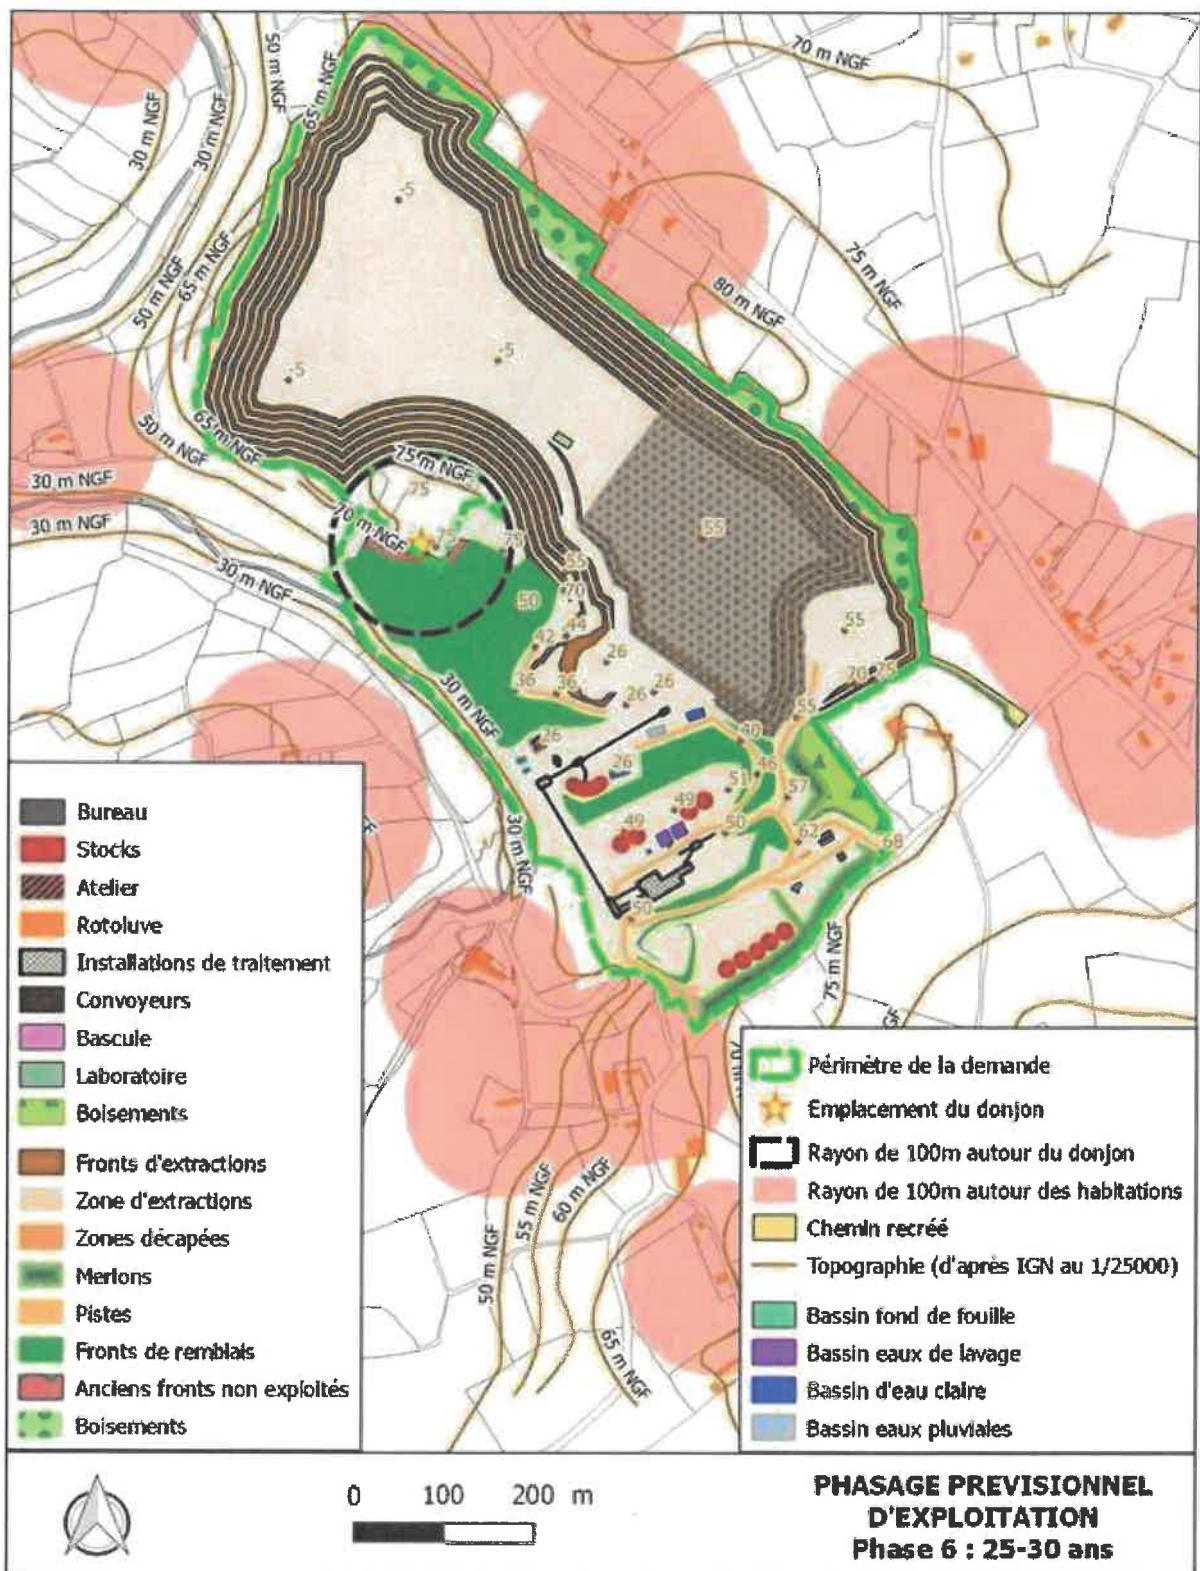 70 m NGF
50 m NGF
65 m NGF
30 m NGF
30 m NGF
-5
75 m NGF
65 m NGF
50 m NGF
80 m NGF
-5
-5
65 m NGF
50 m NGF
75 m NGF
30 m NGF
75
55
30 m NGF
70 m NGF
75
75
30 m NGF
55
70
50
55
44
42
26
70
75
36
36
26
26
55
30 m NGF
40
26
26
46
51
57
49
49
50
62
68
30 m NGF
50
75 m NGF
Bureau
Stocks
Atelier
Rotoluve
Installations de traitement
Convoyeurs
Bascule
Laboratoire
Boisements
Fronts d'extractions
Zone d'extractions
Zones décapées
Merlons
Pistes
Fronts de remblais
Anciens fronts non exploités
Boisements
50 m NGF
55 m NGF
60 m NGF
65 m NGF
Périmètre de la demande
Emplacement du donjon
Rayon de 100m autour du donjon
Rayon de 100m autour des habitations
Chemin recréé
Topographie (d'après IGN au 1/25000)
Bassin fond de fouille
Bassin eaux de lavage
Bassin d'eau claire
Bassin eaux pluviales
0 100 200 m
PHASAGE PREVISIONNEL
D'EXPLOITATION
Phase 6 : 25-30 ans